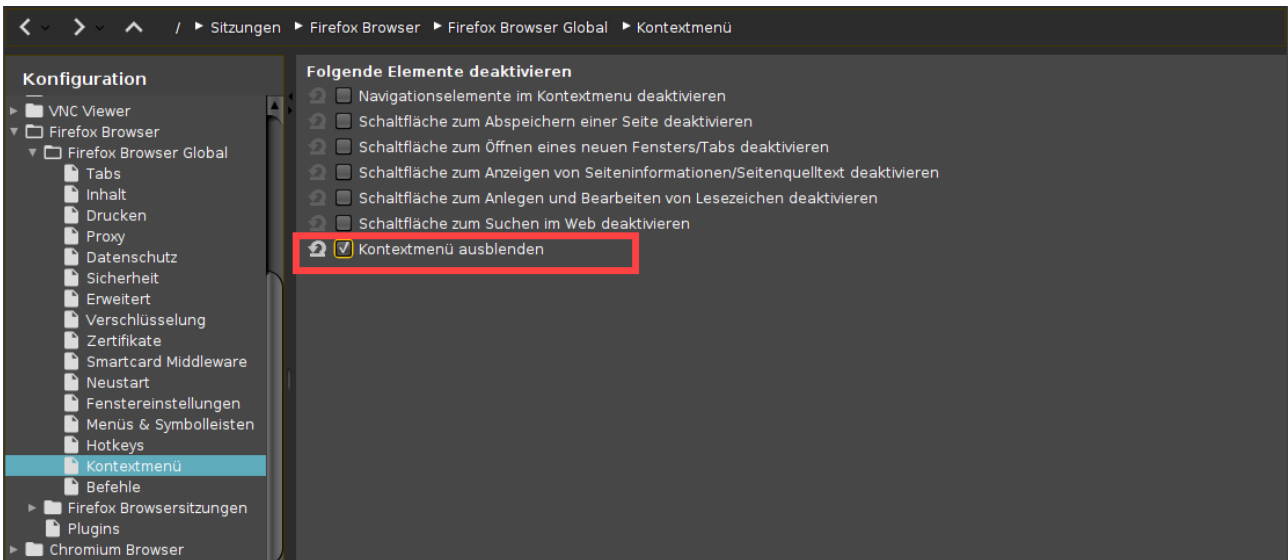 / ► Sitzungen ► Firefox Browser ► Firefox Browser Global ► Kontextmenü
Konfiguration
VNC Viewer
Firefox Browser
Firefox Browser Global
Tabs
Inhalt
Drucken
Proxy
Datenschutz
Sicherheit
Erweitert
Verschlüsselung
Zertifikate
Smartcard Middleware
Neustart
Fenstereinstellungen
Menüs & Symbolleisten
Hotkeys
Kontextmenü
Befehle
Firefox Browsersitzungen
Plugins
Chromium Browser
Folgende Elemente deaktivieren
Navigationselemente im Kontextmenu deaktivieren
Schaltfläche zum Abspeichern einer Seite deaktivieren
Schaltfläche zum Öffnen eines neuen Fensters/Tabs deaktivieren
Schaltfläche zum Anzeigen von Seiteninformationen/Seitenquelltext deaktivieren
Schaltfläche zum Anlegen und Bearbeiten von Lesezeichen deaktivieren
Schaltfläche zum Suchen im Web deaktivieren
Kontextmenü ausblenden